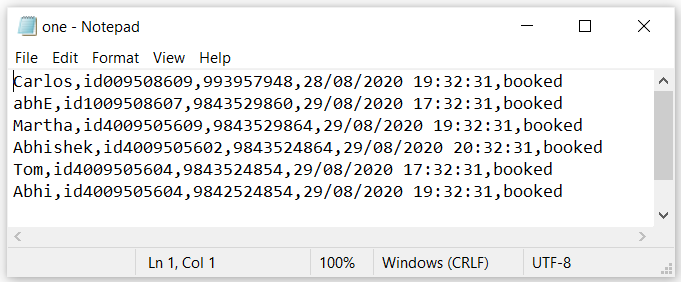 one - Notepad
File Edit Format View Help
Carlos,id009508609,993957948,28/08/2020 19:32:31,booked
abhE,id1009508607,9843529860,29/08/2020 17:32:31,booked
Martha,id4009505609,9843529864,29/08/2020 19:32:31,booked
Abhishek,id4009505602,9843524864,29/08/2020 20:32:31,booked
Tom,id4009505604,9843524854,29/08/2020 17:32:31,booked
Abhi,id4009505604,9842524854,29/08/2020 19:32:31,booked
Ln 1, Col 1 100% Windows (CRLF) UTF-8